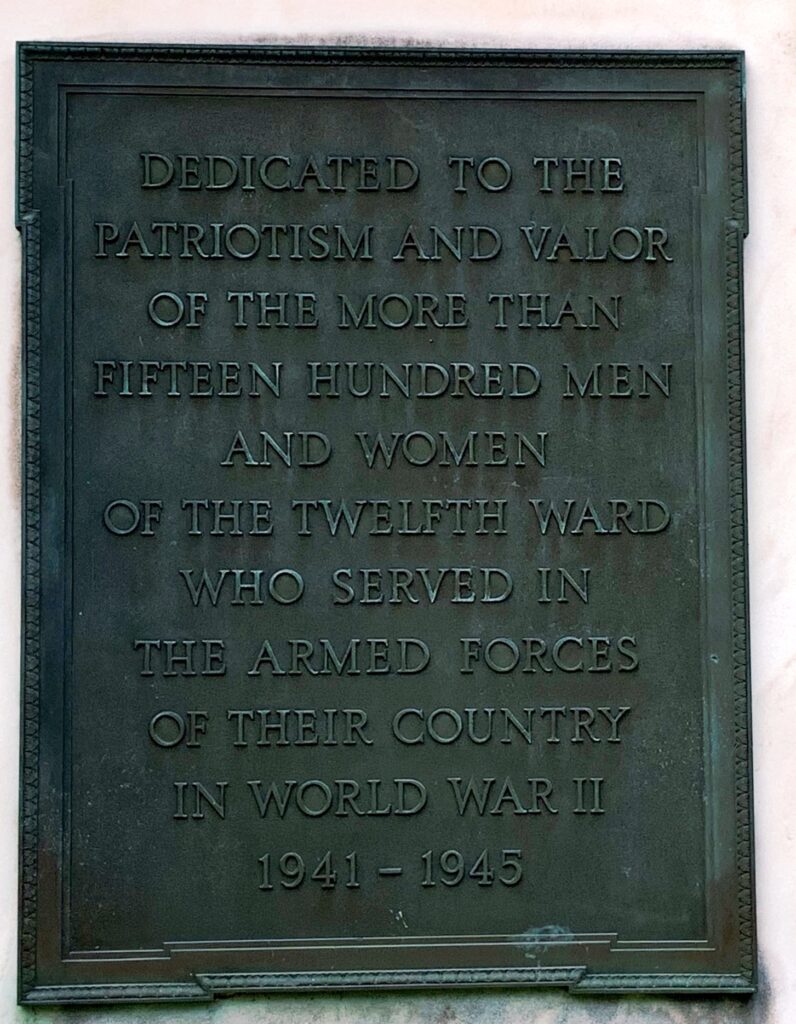 DEDICATED TO THE
PATRIOTISM AND VALOR
OF THE MORE THAN
FIFTEEN HUNDRED MEN
AND WOMEN
OF THE TWELFTH WARD
WHO SERVED IN
THE ARMED FORCES
OF THEIR COUNTRY
IN WORLD WAR II
1941 – 1945